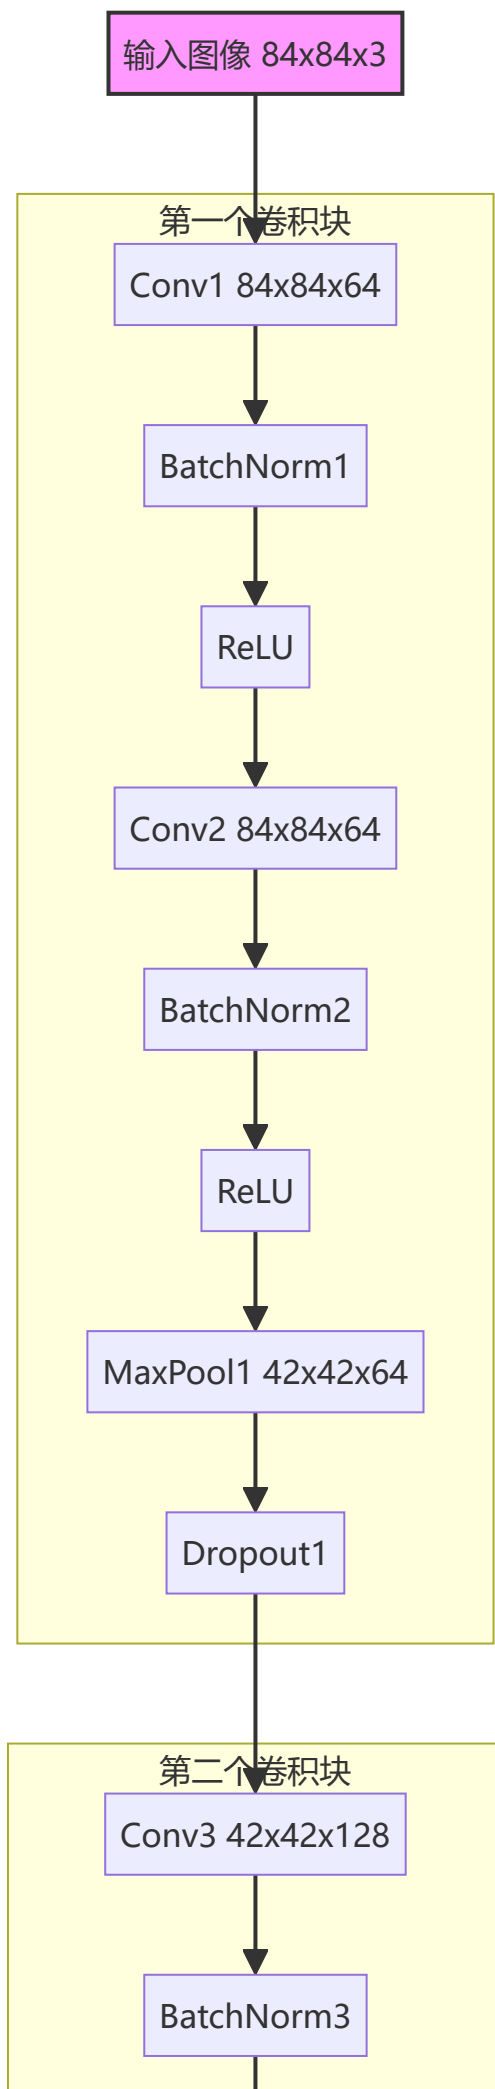 输入图像 84x84x3
第一个卷积块
Conv1 84x84x64
BatchNorm1
ReLU
Conv2 84x84x64
BatchNorm2
ReLU
MaxPool1 42x42x64
Dropout1
第二个卷积块
Conv3 42x42x128
BatchNorm3